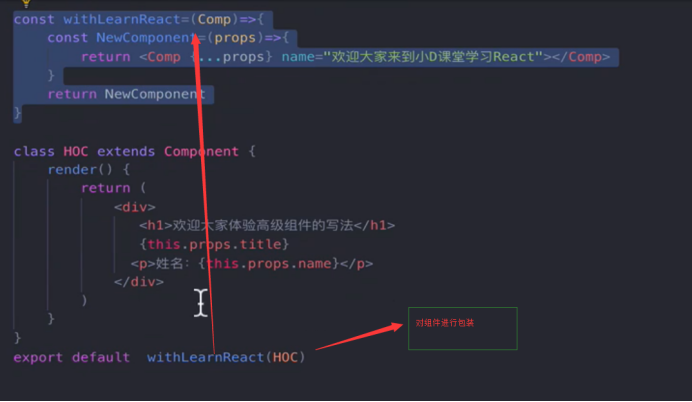 const withLearnReact=(Comp)=>{
const NewComponent=(props)=>{
return <Comp {...props} name="欢迎大家来到小D课堂学习React"></Comp>
}
return NewComponent
}
class HOC extends Component {
render() {
return (
<div>
<h1>欢迎大家体验高级组件的写法</h1>
{this.props.title}
<p>姓名：{this.props.name}</p>
</div>
)
}
}
export default withLearnReact(HOC)
对组件进行包装